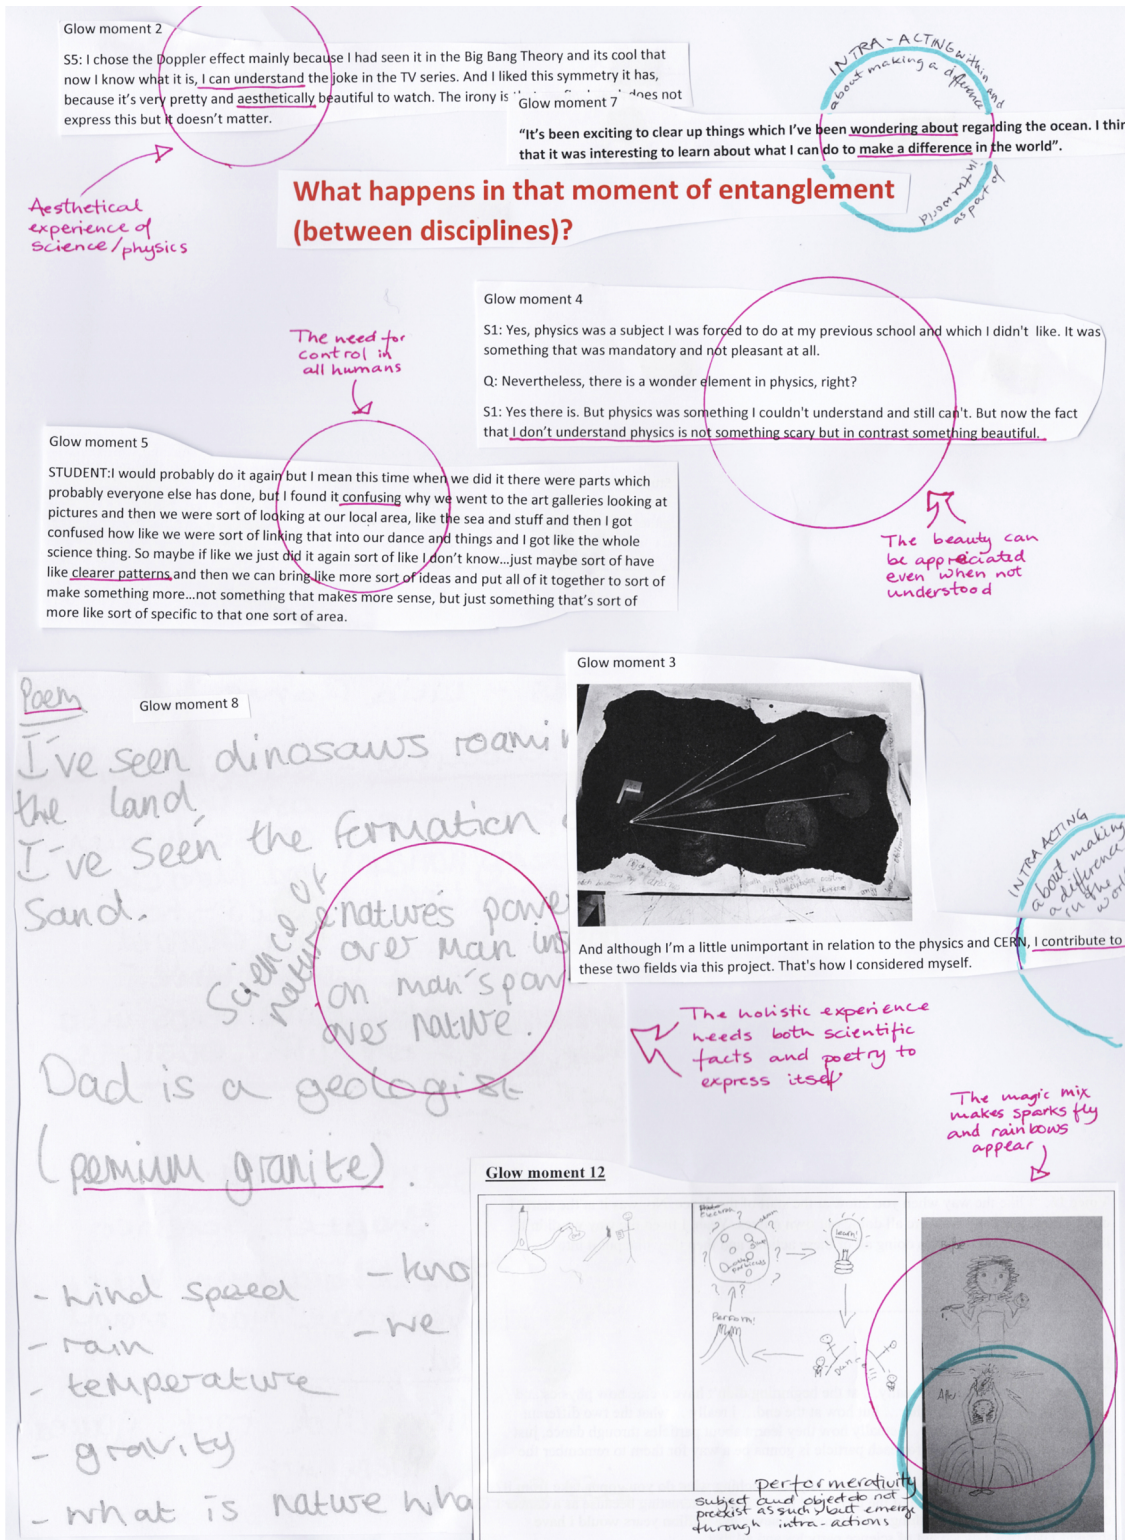 Glow moment 2
S5: I chose the Doppler effect mainly because I had seen it in the Big Bang Theory and its cool that
now I know what it is, I can understand the joke in the TV series. And I liked this symmetry it has,
because it's very pretty and aesthetically beautiful to watch. The irony is does not
express this but it doesn't matter.
Aesthetical
experience of
science/physics
Glow moment 7
"It's been exciting to clear up things which I've been wondering about regarding the ocean. I thin
that it was interesting to learn about what I can do to make a difference in the world".
INTRA-ACTING within and
about making a difference
in the world
as part of
What happens in that moment of entanglement
(between disciplines)?
Glow moment 4
S1: Yes, physics was a subject I was forced to do at my previous school and which I didn't like. It was
something that was mandatory and not pleasant at all.
Q: Nevertheless, there is a wonder element in physics, right?
S1: Yes there is. But physics was something I couldn't understand and still can't. But now the fact
that I don't understand physics is not something scary but in contrast something beautiful.
The beauty can
be appreciated
even when not
understood
The need for
control in
all humans
Glow moment 5
STUDENT:I would probably do it again but I mean this time when we did it there were parts which
probably everyone else has done, but I found it confusing why we went to the art galleries looking at
pictures and then we were sort of looking at our local area, like the sea and stuff and then I got
confused how like we were sort of linking that into our dance and things and I got like the whole
science thing. So maybe if like we just did it again sort of like I don't know...just maybe sort of have
like clearer patterns and then we can bring like more sort of ideas and put all of it together to sort of
make something more...not something that makes more sense, but just something that's sort of
more like sort of specific to that one sort of area.
Poem
Glow moment 8
I've seen dinosaws roamin
the land,
I've seen the formation
Sand.
Science of
nature
natures powe
over man ins
on man's pow
over nature.
Dad is a geologist
(pemium granite).
- wind speed
- rain
- temperature
- gravity
- what is nature wha
- kno
- we
Glow moment 3
And although I'm a little unimportant in relation to the physics and CERN, I contribute to
these two fields via this project. That's how I considered myself.
INTRA ACTING
about making
a difference
in the
worl
The holistic experience
needs both scientific
facts and poetry to
express itself
The magic mix
makes sparks fly
and rainbows
appear
Glow moment 12
Learn!
Dance!!!
Perform!
Before
After
performerativity
subject and object do not
preexist as such, but emerge
through intra-actions